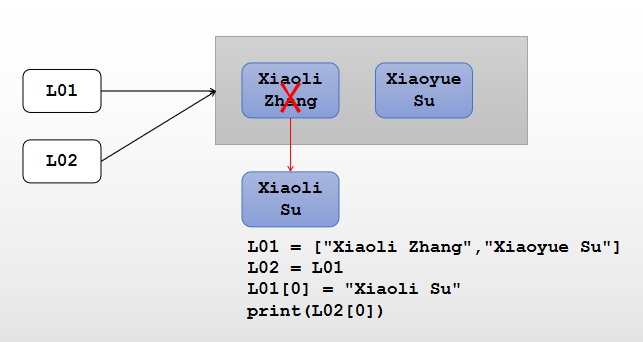 L01
L02
Xiaoli
Zhang
Xiaoyue
Su
Xiaoli
Su
L01 = ["Xiaoli Zhang","Xiaoyue Su"]
L02 = L01
L01[0] = "Xiaoli Su"
print(L02[0])